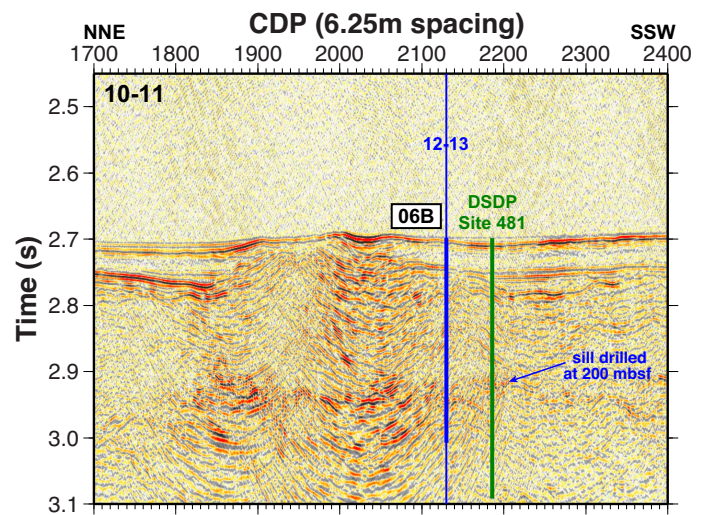 CDP (6.25m spacing)
NNE
SSW
1700 1800 1900 2000 2100 2200 2300 2400
10-11
12-13
06B
DSDP
Site 481
sill drilled
at 200 mbsf
Time (s)
2.5
2.6
2.7
2.8
2.9
3.0
3.1